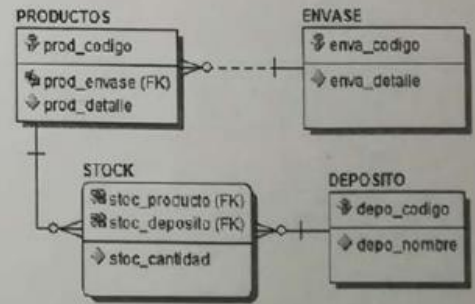 PRODUCTOS
prod_codigo
prod_envase (FK)
prod_detalle
ENVASE
enva_codigo
enva_detalle
STOCK
stoc_producto (FK)
stoc_deposito (FK)
stoc_cantidad
DEPOSITO
depo_codigo
depo_nombre